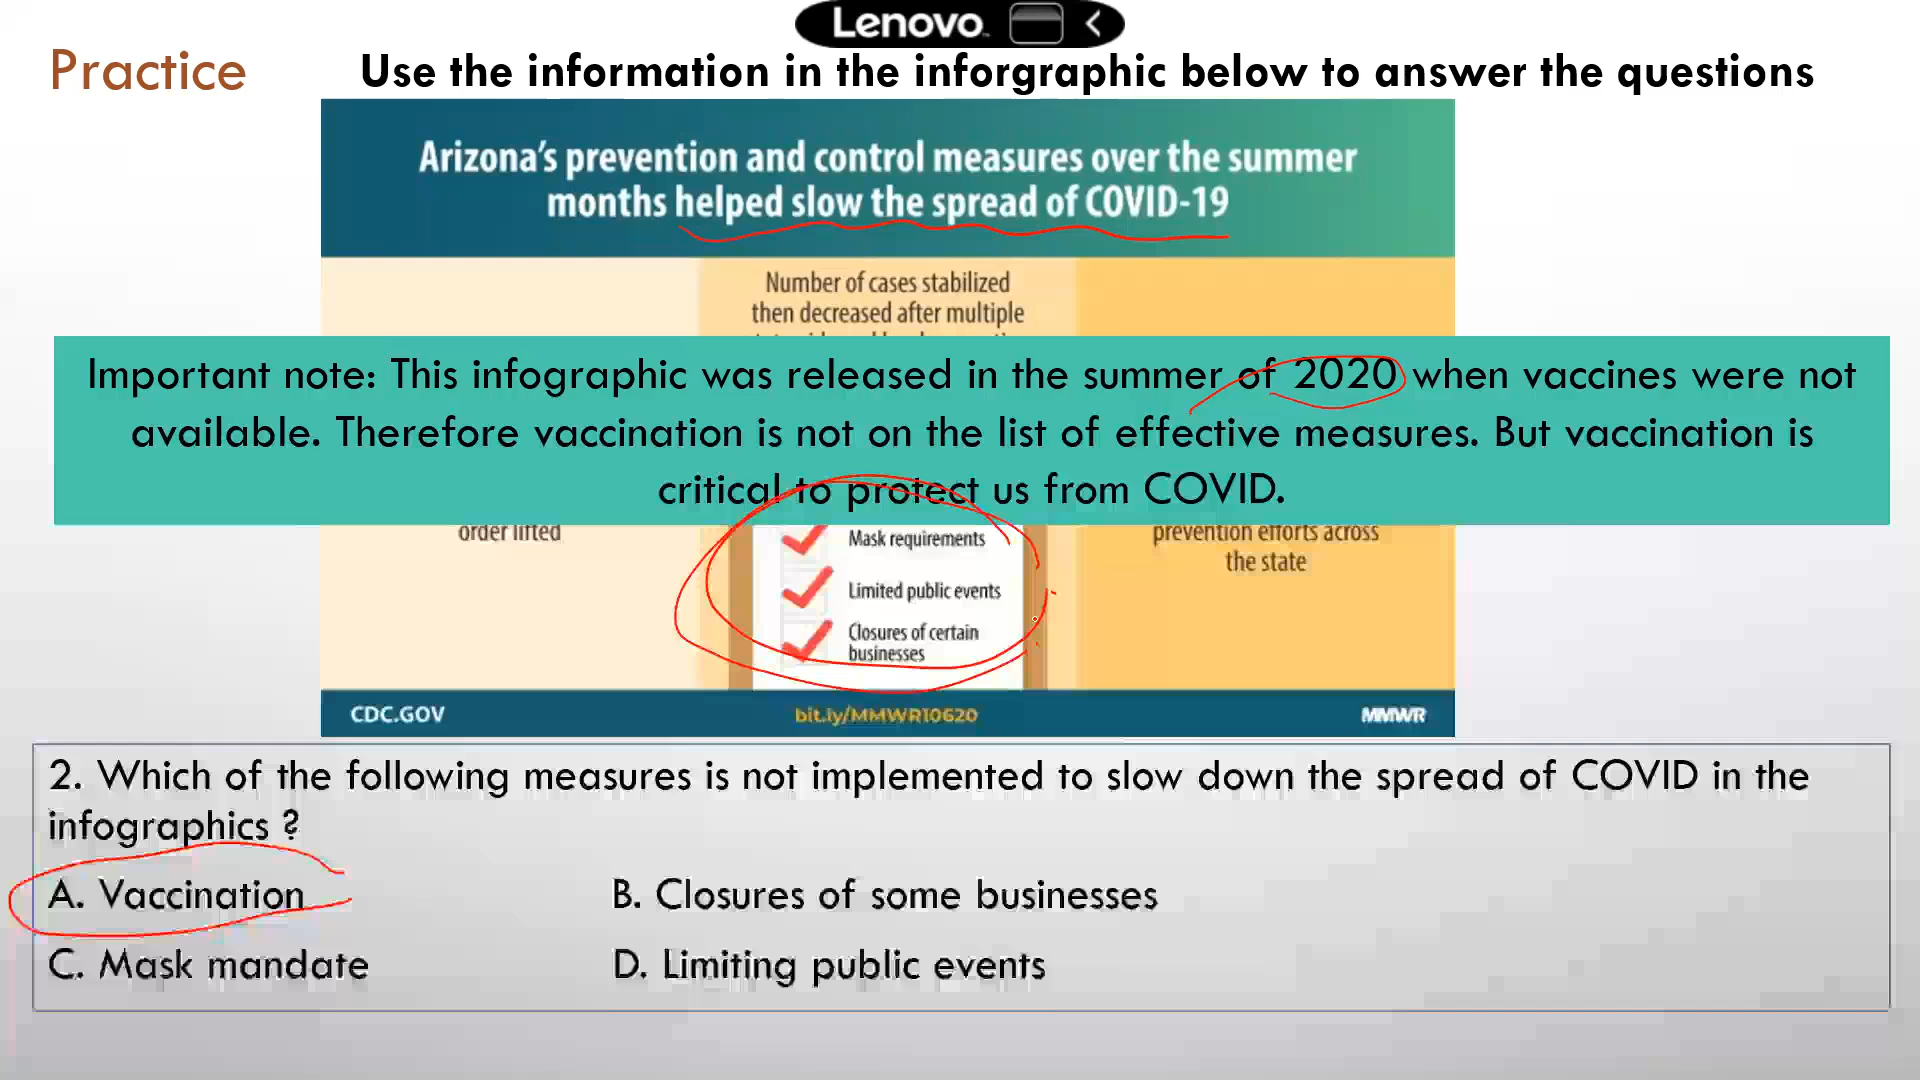 Lenovo
Practice
Use the information in the inforgraphic below to answer the questions
Arizona's prevention and control measures over the summer
months helped slow the spread of COVID-19
Number of cases stabilized
then decreased after multiple
Important note: This infographic was released in the summer of 2020 when vaccines were not
available. Therefore vaccination is not on the list of effective measures. But vaccination is
critical to protect us from COVID.
order lifted
Mask requirements
Limited public events
Closures of certain
businesses
prevention efforts across
the state
CDC.GOV
bit.ly/MMWR10620
MMWR
2. Which of the following measures is not implemented to slow down the spread of COVID in the
infographics ?
A. Vaccination
B. Closures of some businesses
C. Mask mandate
D. Limiting public events